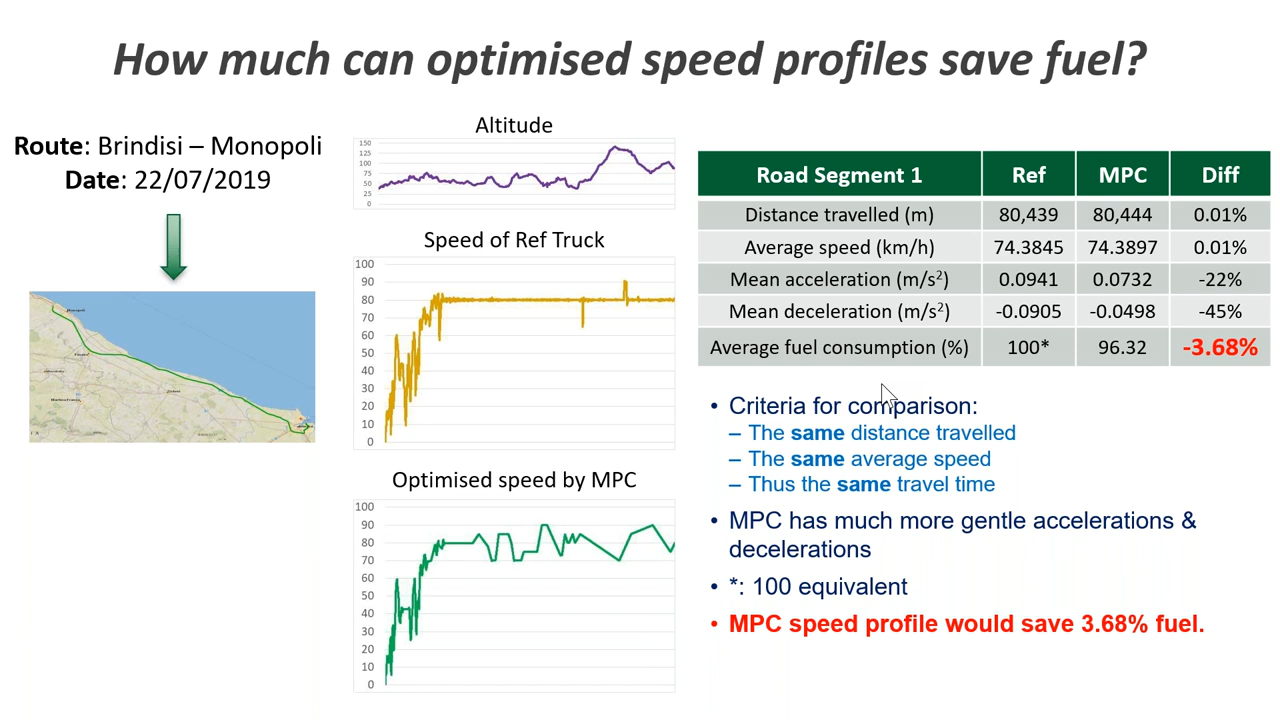 How much can optimised speed profiles save fuel?
Route: Brindisi – Monopoli
Date: 22/07/2019
Altitude
150
125
100
75
50
25
0
Speed of Ref Truck
100
90
80
70
60
50
40
30
20
10
0
Optimised speed by MPC
100
90
80
70
60
50
40
30
20
10
0
Road Segment 1 Ref MPC Diff
Distance travelled (m) 80,439 80,444 0.01%
Average speed (km/h) 74.3845 74.3897 0.01%
Mean acceleration (m/s²) 0.0941 0.0732 -22%
Mean deceleration (m/s²) -0.0905 -0.0498 -45%
Average fuel consumption (%) 100* 96.32 -3.68%
• Criteria for comparison:
– The same distance travelled
– The same average speed
– Thus the same travel time
• MPC has much more gentle accelerations &
decelerations
• *: 100 equivalent
• MPC speed profile would save 3.68% fuel.